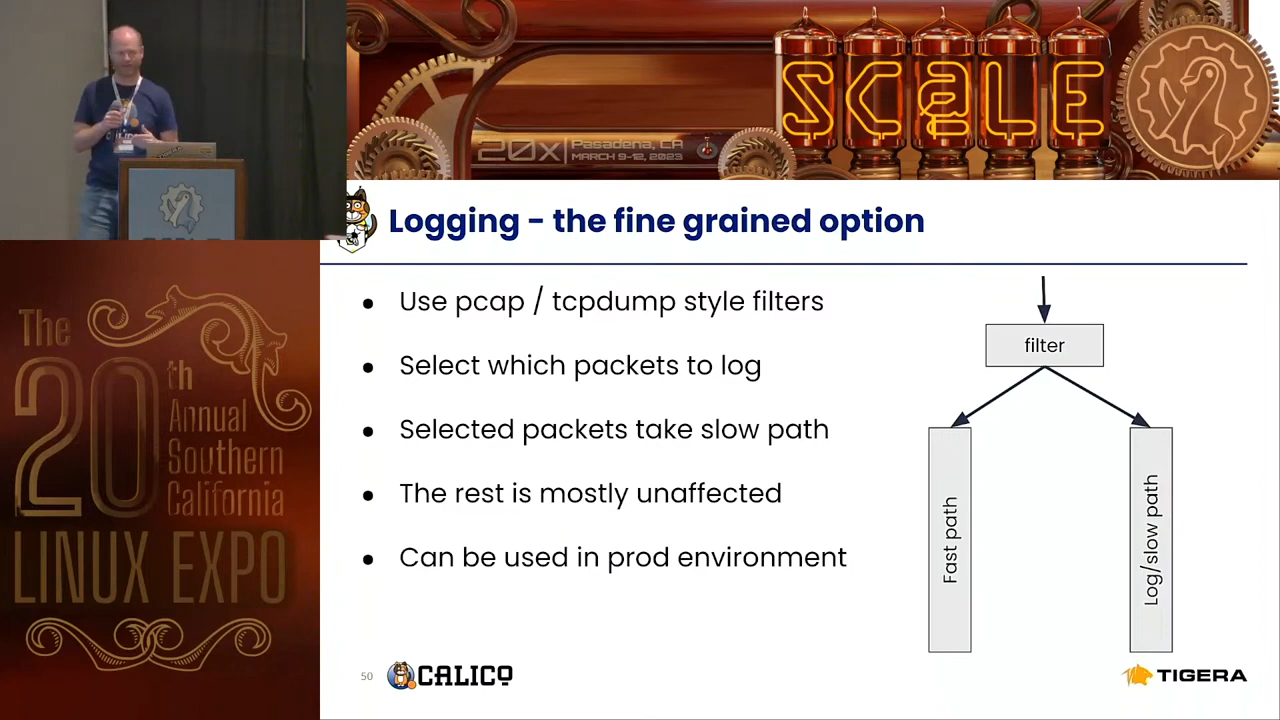 SCaLE
20x
Pasadena, CA
MARCH 9-12, 2023
The
20th
Annual
Southern
California
LINUX EXPO
Logging - the fine grained option
● Use pcap / tcpdump style filters
● Select which packets to log
● Selected packets take slow path
● The rest is mostly unaffected
● Can be used in prod environment
filter
Fast path
Log/slow path
50
CALICO
TIGERA